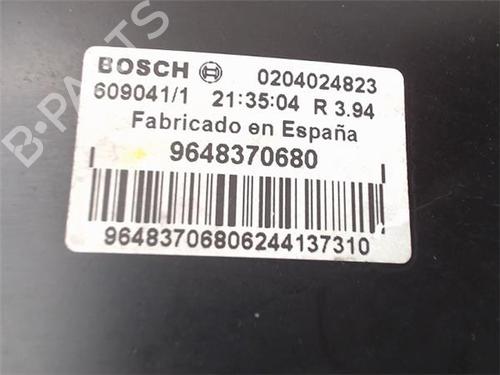 BOSCH 0204024823
609041/1 21:35:04 R 3.94
Fabricado en España
9648370680
96483706806244137310
B-PARTS